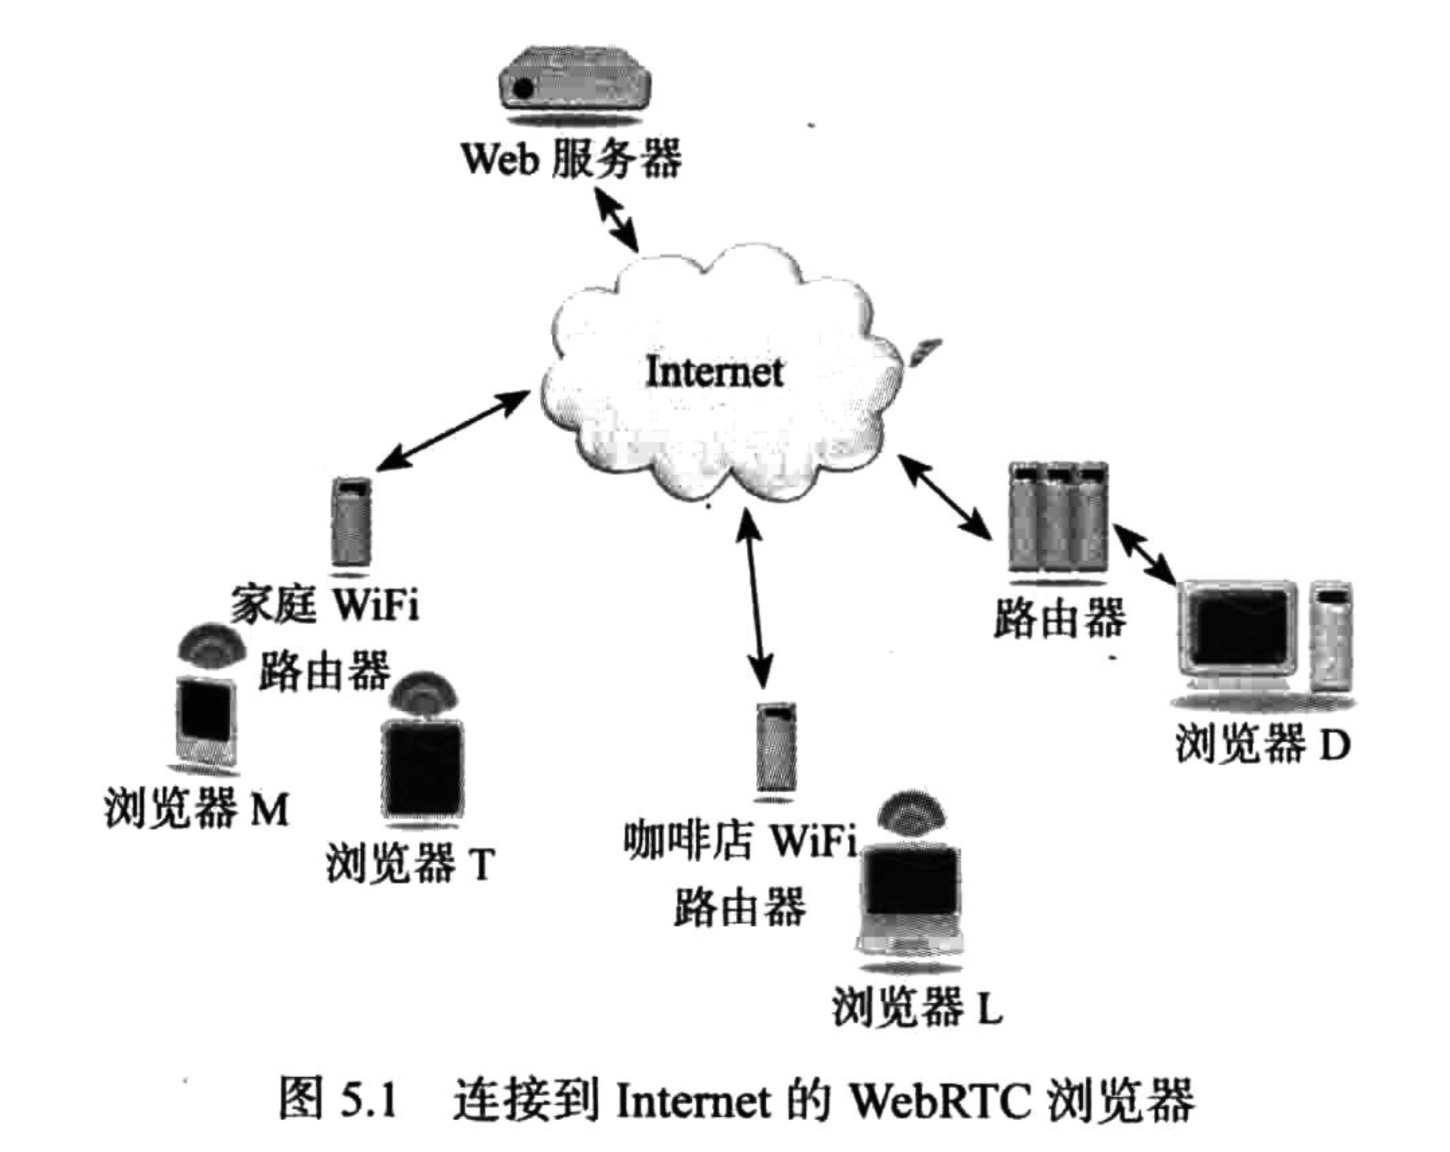 Web 服务器
Internet
家庭 WiFi
路由器
路由器
浏览器 D
浏览器 M
浏览器 T
咖啡店 WiFi
路由器
浏览器 L
图 5.1 连接到 Internet 的 WebRTC 浏览器